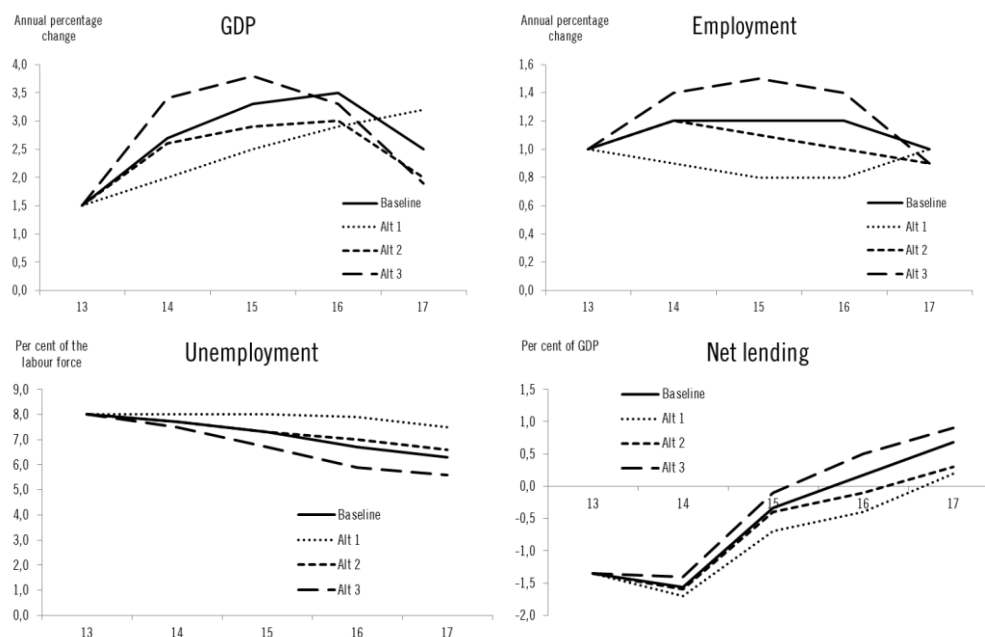 Annual percentage
change
GDP
4,0
3,5
3,0
2,5
2,0
1,5
1,0
0,5
0,0
Baseline
Alt 1
Alt 2
Alt 3
13 14 15 16 17
Annual percentage
change
Employment
1,6
1,4
1,2
1,0
0,8
0,6
0,4
0,2
0,0
Baseline
Alt 1
Alt 2
Alt 3
13 14 15 16 17
Per cent of the
labour force
Unemployment
9,0
8,0
7,0
6,0
5,0
4,0
3,0
2,0
1,0
0,0
Baseline
Alt 1
Alt 2
Alt 3
13 14 15 16 17
Per cent of GDP
Net lending
1,5
1,0
0,5
0,0
-0,5
-1,0
-1,5
-2,0
Baseline
Alt 1
Alt 2
Alt 3
13 14 15 16 17